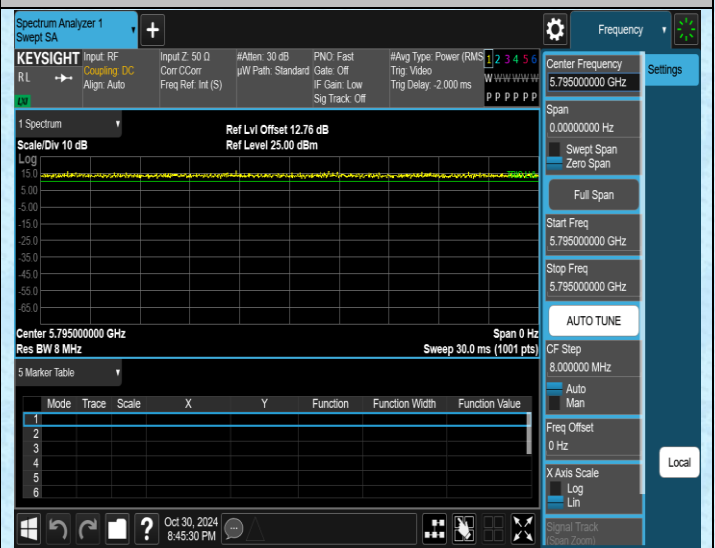 Spectrum Analyzer 1
Swept SA
Frequency
KEYSIGHT
RL
LXI
Input: RF
Coupling: DC
Align: Auto
Input Z: 50 Ω
Corr CCorr
Freq Ref: Int (S)
#Atten: 30 dB
µW Path: Standard
PNO: Fast
Gate: Off
IF Gain: Low
Sig Track: Off
#Avg Type: Power (RMS
Trig: Video
Trig Delay: -2.000 ms
1 2 3 4 5 6
W W W W W W
P P P P P P
Center Frequency
5.795000000 GHz
Settings
Span
0.00000000 Hz
Swept Span
Zero Span
Full Span
Start Freq
5.795000000 GHz
Stop Freq
5.795000000 GHz
AUTO TUNE
CF Step
8.000000 MHz
Auto
Man
Freq Offset
0 Hz
X Axis Scale
Log
Lin
Signal Track
(Span Zoom)
Local
1 Spectrum
Scale/Div 10 dB
Ref Lvl Offset 12.76 dB
Ref Level 25.00 dBm
Log
15.0
5.00
-5.00
-15.0
-25.0
-35.0
-45.0
-55.0
-65.0
Center 5.795000000 GHz
Res BW 8 MHz
Span 0 Hz
Sweep 30.0 ms (1001 pts)
5 Marker Table
Mode Trace Scale X Y Function Function Width Function Value
1
2
3
4
5
6
?
Oct 30, 2024
8:45:30 PM